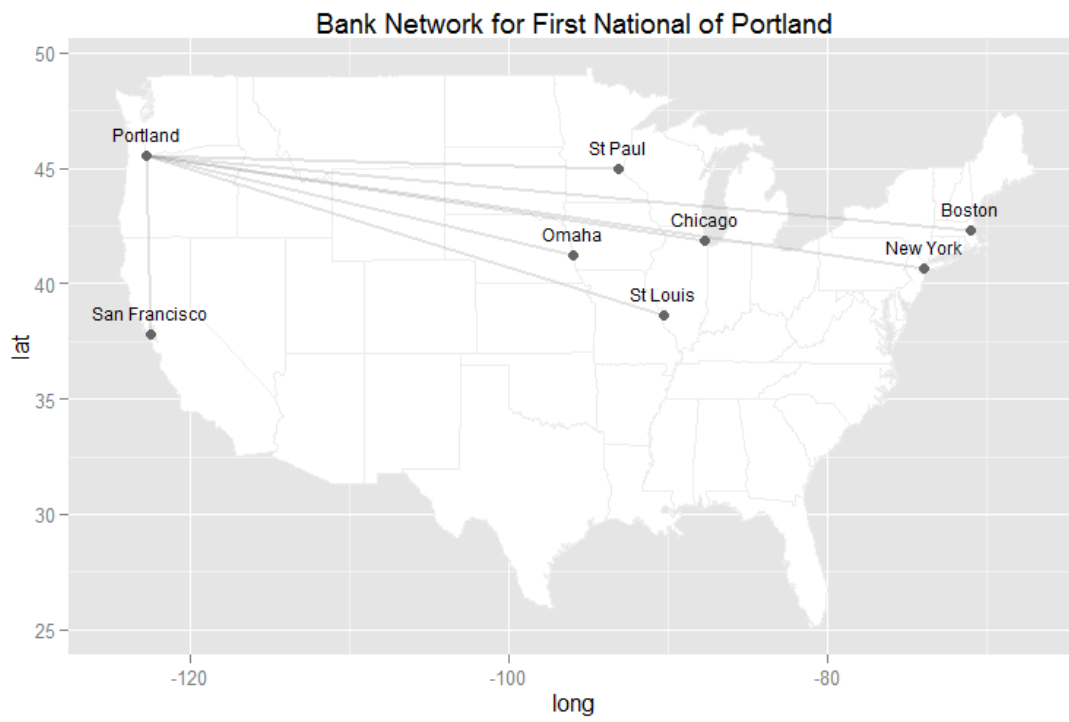 Bank Network for First National of Portland
50
Portland
St Paul
45
Boston
Chicago
Omaha
New York
40
St Louis
San Francisco
lat
35
30
25
-120
-100
-80
long